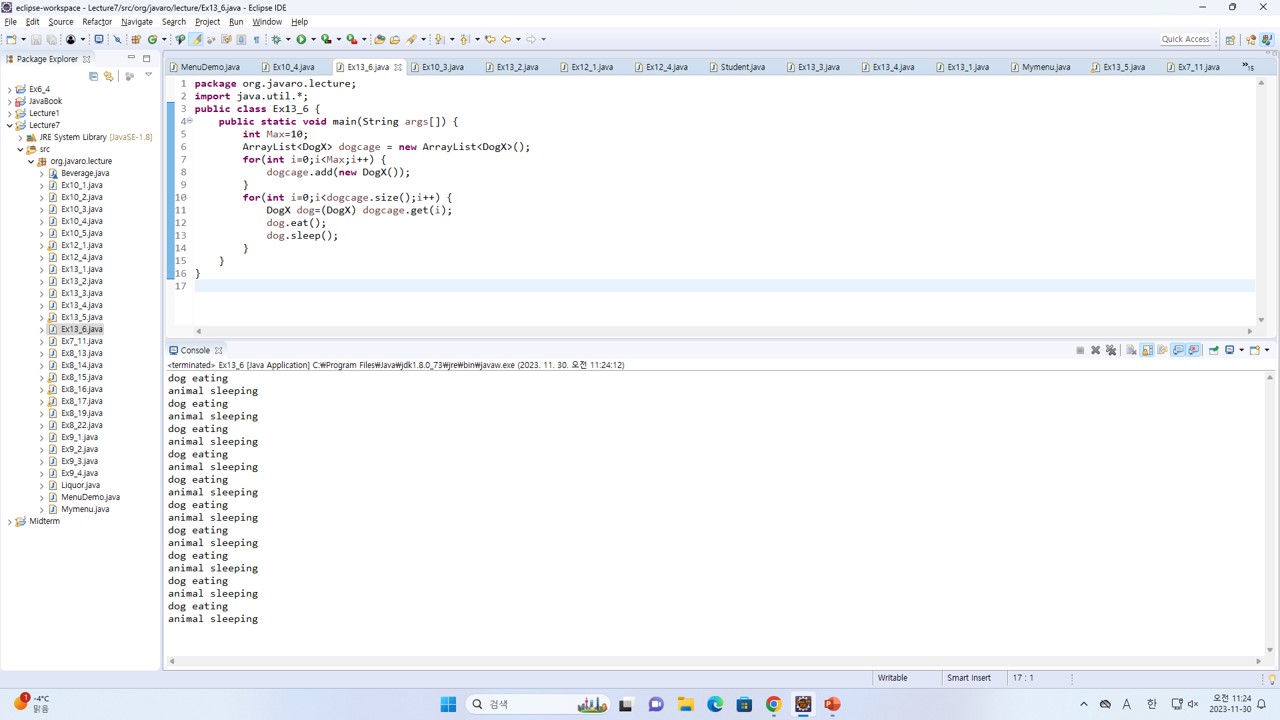 eclipse-workspace - Lecture7/src/org/javaro/lecture/Ex13_6.java - Eclipse IDE
File Edit Source Refactor Navigate Search Project Run Window Help
Quick Access
Package Explorer
Ex6_4
JavaBook
Lecture1
Lecture7
JRE System Library [JavaSE-1.8]
src
org.javaro.lecture
Beverage.java
Ex10_1.java
Ex10_2.java
Ex10_3.java
Ex10_4.java
Ex10_5.java
Ex12_1.java
Ex12_4.java
Ex13_1.java
Ex13_2.java
Ex13_3.java
Ex13_4.java
Ex13_5.java
Ex13_6.java
Ex7_11.java
Ex8_13.java
Ex8_14.java
Ex8_15.java
Ex8_16.java
Ex8_17.java
Ex8_19.java
Ex8_22.java
Ex9_1.java
Ex9_2.java
Ex9_3.java
Ex9_4.java
Liquor.java
MenuDemo.java
Mymenu.java
Midterm
MenuDemo.java Ex10_4.java Ex13_6.java Ex10_3.java Ex13_2.java Ex12_1.java Ex12_4.java Student.java Ex13_3.java Ex13_4.java Ex13_1.java Mymenu.java Ex13_5.java Ex7_11.java »15
1 package org.javaro.lecture;
2 import java.util.*;
3 public class Ex13_6 {
4 public static void main(String args[]) {
5 int Max=10;
6 ArrayList<DogX> dogcage = new ArrayList<DogX>();
7 for(int i=0;i<Max;i++) {
8 dogcage.add(new DogX());
9 }
10 for(int i=0;i<dogcage.size();i++) {
11 DogX dog=(DogX) dogcage.get(i);
12 dog.eat();
13 dog.sleep();
14 }
15 }
16 }
17
Console
<terminated> Ex13_6 [Java Application] C:₩Program Files₩Java₩jdk1.8.0_73₩jre₩bin₩javaw.exe (2023. 11. 30. 오전 11:24:12)
dog eating
animal sleeping
dog eating
animal sleeping
dog eating
animal sleeping
dog eating
animal sleeping
dog eating
animal sleeping
dog eating
animal sleeping
dog eating
animal sleeping
dog eating
animal sleeping
dog eating
animal sleeping
dog eating
animal sleeping
Writable Smart Insert 17 : 1
1
-4°C
맑음
검색
A 한
오전 11:24
2023-11-30